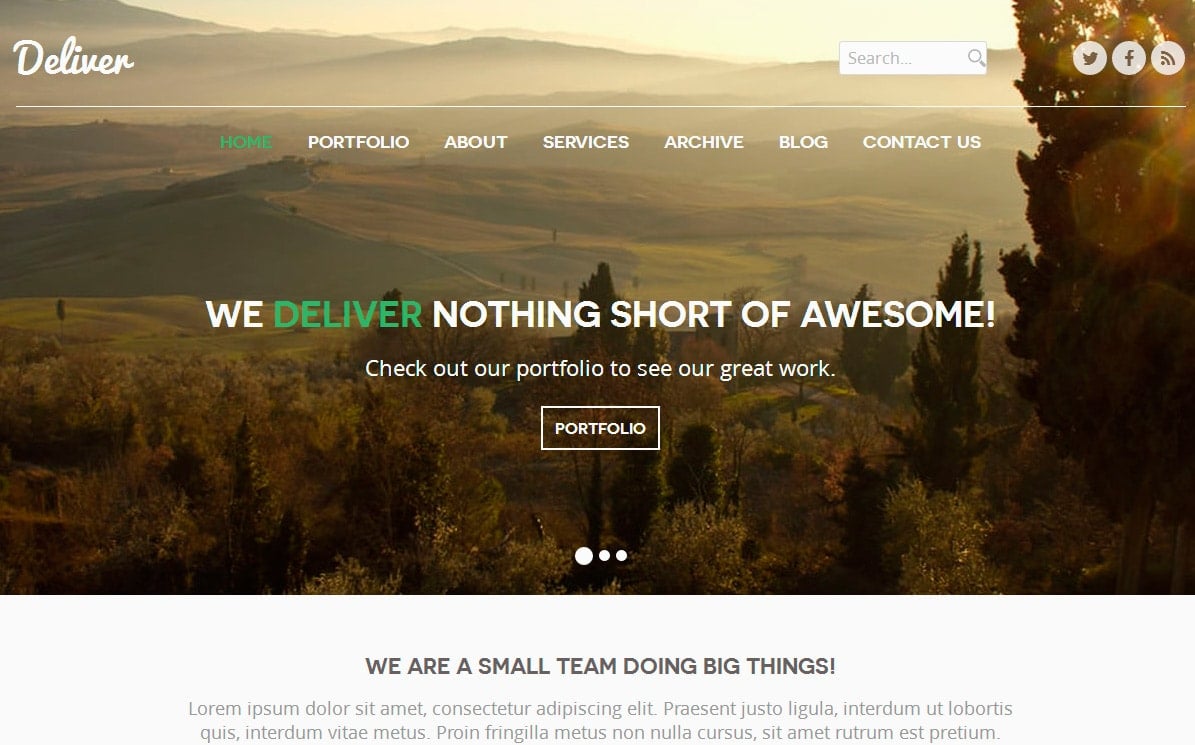 Deliver
Search...
HOME PORTFOLIO ABOUT SERVICES ARCHIVE BLOG CONTACT US
WE DELIVER NOTHING SHORT OF AWESOME!
Check out our portfolio to see our great work.
PORTFOLIO
WE ARE A SMALL TEAM DOING BIG THINGS!
Lorem ipsum dolor sit amet, consectetur adipiscing elit. Praesent justo ligula, interdum ut lobortis
quis, interdum vitae metus. Proin fringilla metus non nulla cursus, sit amet rutrum est pretium.